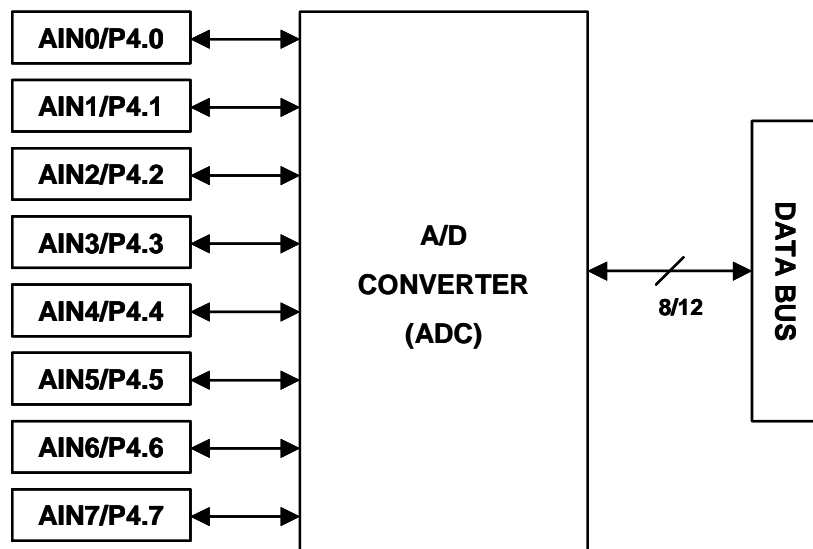 AIN0/P4.0
AIN1/P4.1
AIN2/P4.2
AIN3/P4.3
AIN4/P4.4
AIN5/P4.5
AIN6/P4.6
AIN7/P4.7
A/D
CONVERTER
(ADC)
8/12
DATA BUS